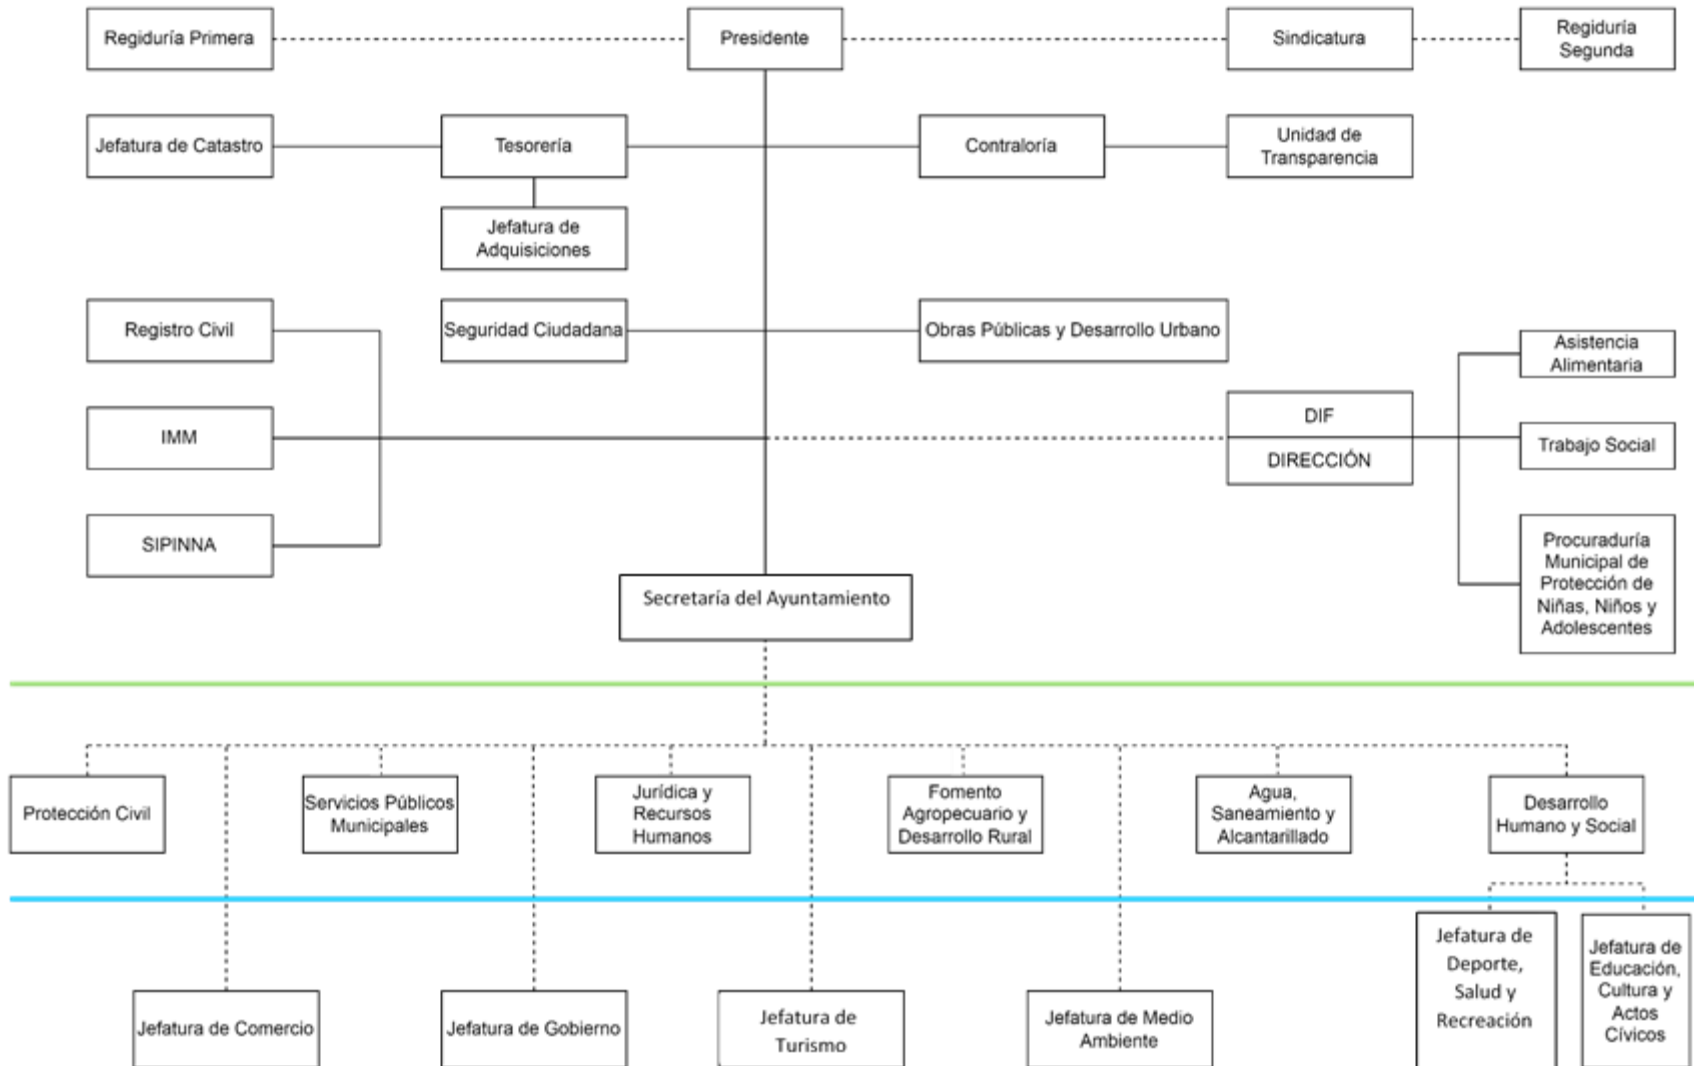 Regiduría Primera
Presidente
Sindicatura
Regiduría
Segunda
Jefatura de Catastro
Tesorería
Contraloría
Unidad de
Transparencia
Jefatura de
Adquisiciones
Registro Civil
Seguridad Ciudadana
Obras Públicas y Desarrollo Urbano
Asistencia
Alimentaria
IMM
DIF
DIRECCIÓN
Trabajo Social
SIPINNA
Procuraduría
Municipal de
Protección de
Niñas, Niños y
Adolescentes
Secretaría del Ayuntamiento
Protección Civil
Servicios Públicos
Municipales
Jurídica y
Recursos
Humanos
Fomento
Agropecuario y
Desarrollo Rural
Agua,
Saneamiento y
Alcantarillado
Desarrollo
Humano y Social
Jefatura de Comercio
Jefatura de Gobierno
Jefatura de
Turismo
Jefatura de Medio
Ambiente
Jefatura de
Deporte,
Salud y
Recreación
Jefatura de
Educación,
Cultura y
Actos
Cívicos